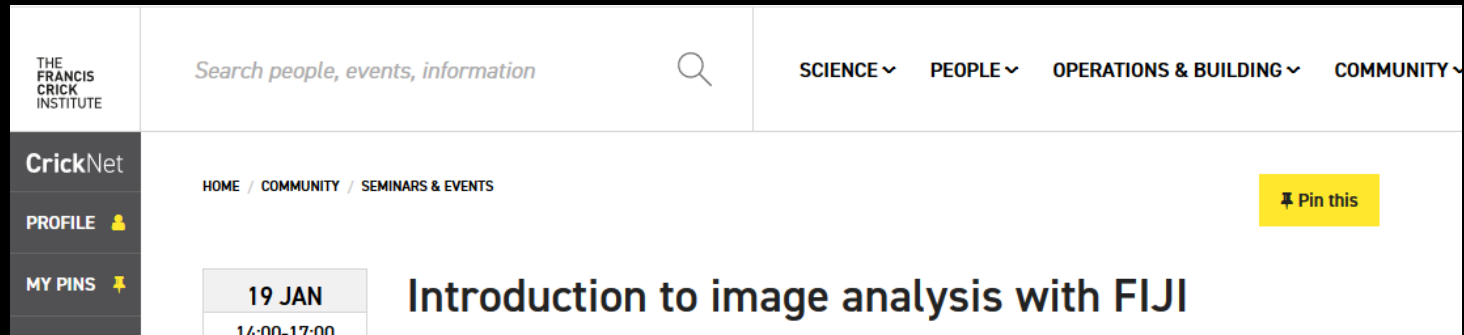 THE
FRANCIS
CRICK
INSTITUTE
Search people, events, information
SCIENCE
PEOPLE
OPERATIONS & BUILDING
COMMUNITY
CrickNet
PROFILE
MY PINS
HOME / COMMUNITY / SEMINARS & EVENTS
Pin this
19 JAN
14:00-17:00
Introduction to image analysis with FIJI